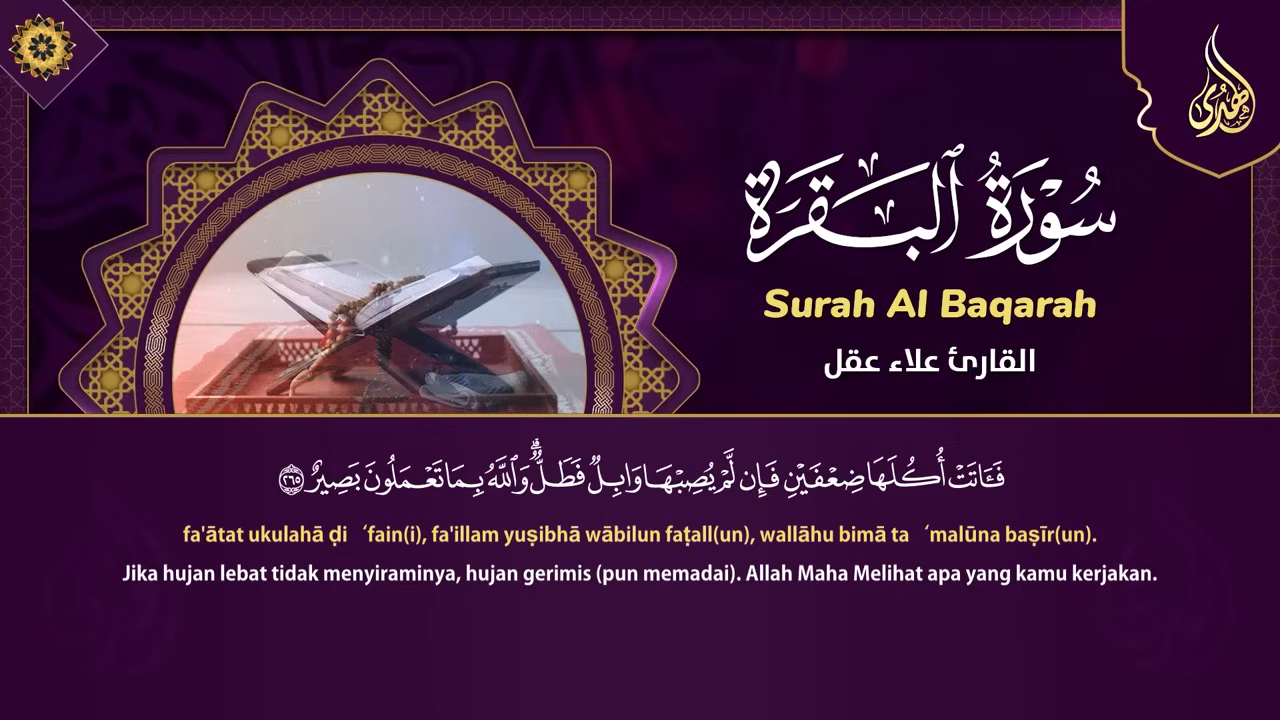 الهدى
سُورَةُ ٱلْبَقَرَةِ
Surah Al Baqarah
القارئ علاء عقل
فَـَٔاتَتْ أُكُلَهَا ضِعْفَيْنِ فَإِن لَّمْ يُصِبْهَا وَابِلٌ فَطَلٌّ ۗ وَٱللَّهُ بِمَا تَعْمَلُونَ بَصِيرٌ ٢٦٥
fa'ātat ukulahā ḍi ‘fain(i), fa'illam yuṣibhā wābilun faṭall(un), wallāhu bimā ta ‘malūna baṣīr(un).
Jika hujan lebat tidak menyiraminya, hujan gerimis (pun memadai). Allah Maha Melihat apa yang kamu kerjakan.